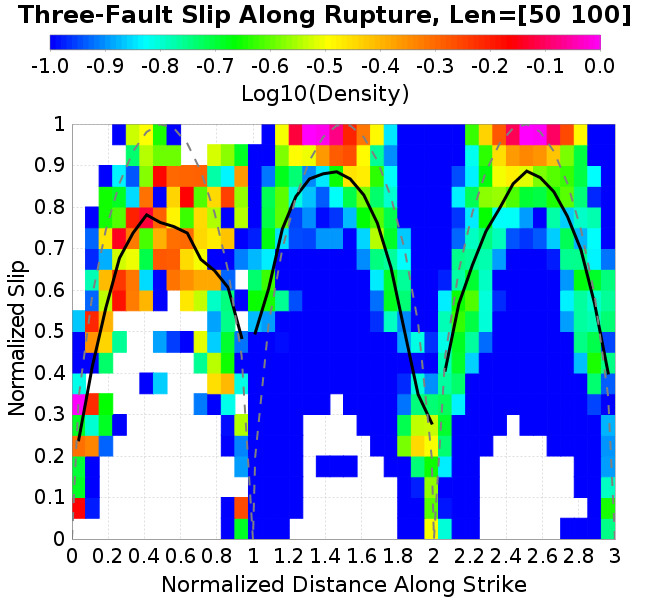 Three-Fault Slip Along Rupture, Len=[50 100]
-1.0 -0.9 -0.8 -0.7 -0.6 -0.5 -0.4 -0.3 -0.2 -0.1 0.0
Log10(Density)
1
0.9
0.8
0.7
0.6
0.5
0.4
0.3
0.2
0.1
0
Normalized Slip
0 0.2 0.4 0.6 0.8 1 1.2 1.4 1.6 1.8 2 2.2 2.4 2.6 2.8 3
Normalized Distance Along Strike